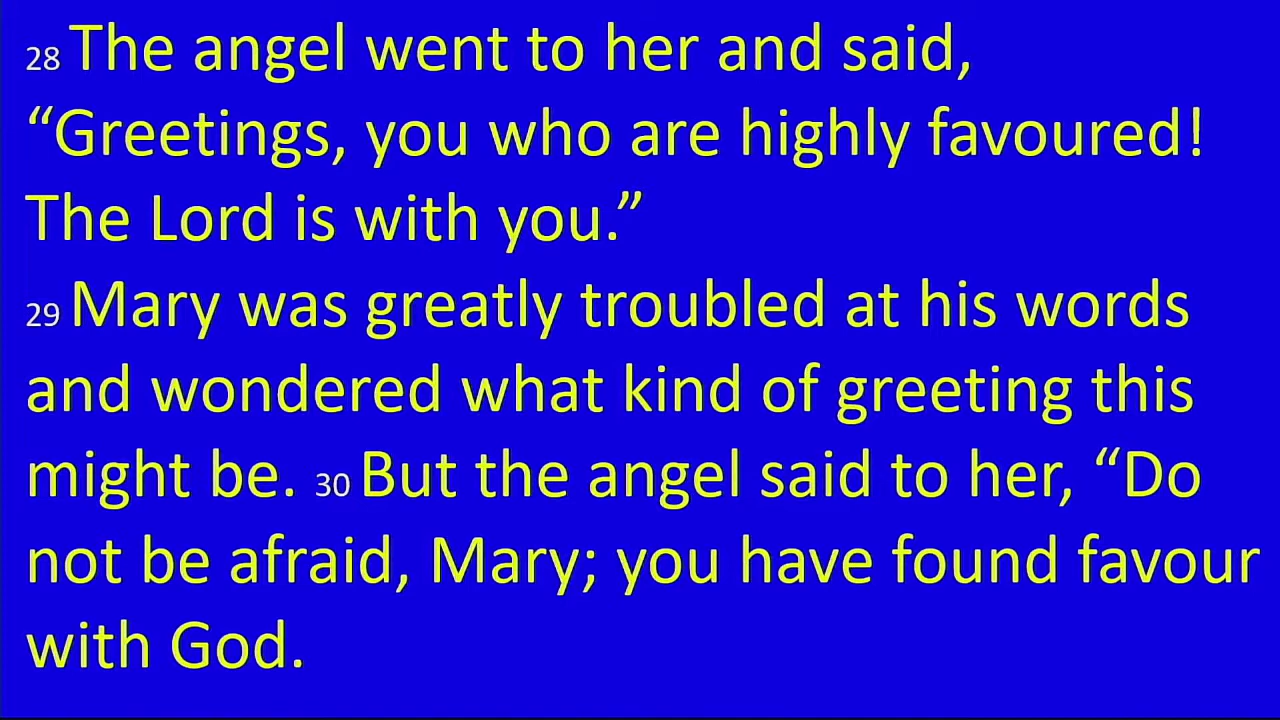 28 The angel went to her and said,
“Greetings, you who are highly favoured!
The Lord is with you.”
29 Mary was greatly troubled at his words
and wondered what kind of greeting this
might be. 30 But the angel said to her, “Do
not be afraid, Mary; you have found favour
with God.